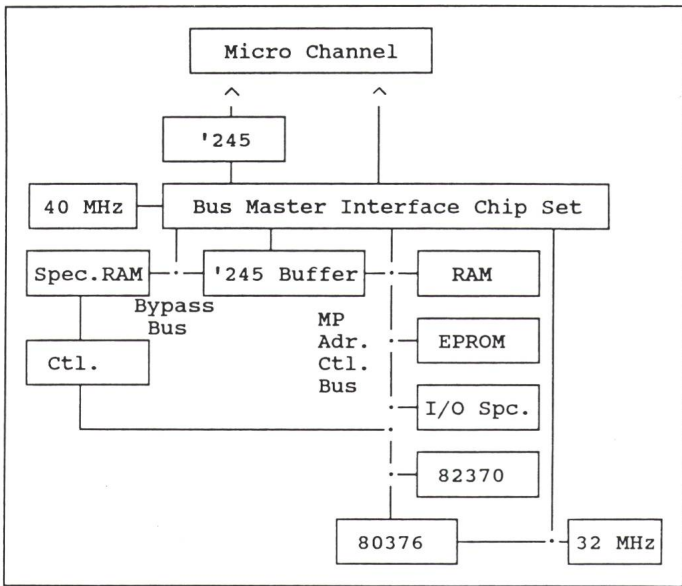 Micro Channel
'245
40 MHz
Bus Master Interface Chip Set
Spec.RAM
'245 Buffer
RAM
Bypass
Bus
MP
Adr.
Ctl.
Bus
EPROM
Ctl.
I/O Spc.
82370
80376
32 MHz